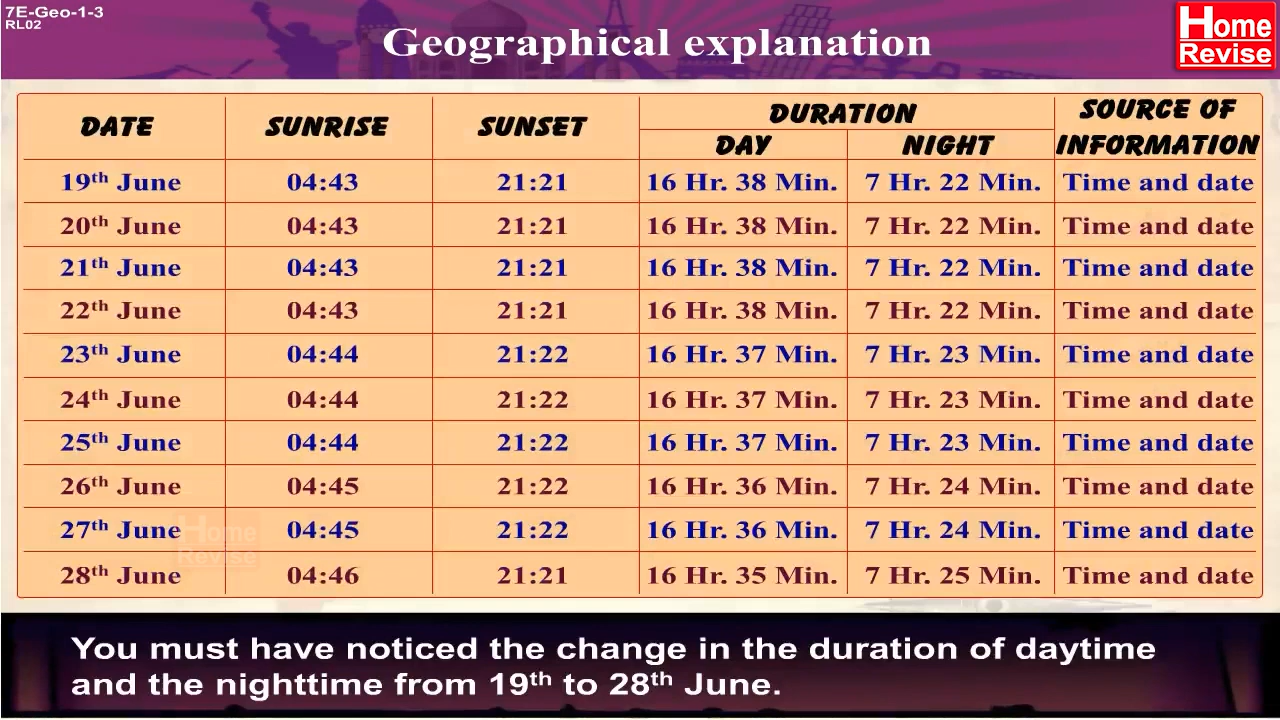 7E-Geo-1-3
RL02
Geographical explanation
Home
Revise
DATE SUNRISE SUNSET DURATION SOURCE OF INFORMATION
DAY NIGHT
19th June 04:43 21:21 16 Hr. 38 Min. 7 Hr. 22 Min. Time and date
20th June 04:43 21:21 16 Hr. 38 Min. 7 Hr. 22 Min. Time and date
21th June 04:43 21:21 16 Hr. 38 Min. 7 Hr. 22 Min. Time and date
22th June 04:43 21:21 16 Hr. 38 Min. 7 Hr. 22 Min. Time and date
23th June 04:44 21:22 16 Hr. 37 Min. 7 Hr. 23 Min. Time and date
24th June 04:44 21:22 16 Hr. 37 Min. 7 Hr. 23 Min. Time and date
25th June 04:44 21:22 16 Hr. 37 Min. 7 Hr. 23 Min. Time and date
26th June 04:45 21:22 16 Hr. 36 Min. 7 Hr. 24 Min. Time and date
27th June 04:45 21:22 16 Hr. 36 Min. 7 Hr. 24 Min. Time and date
28th June 04:46 21:21 16 Hr. 35 Min. 7 Hr. 25 Min. Time and date
Home
Revise
You must have noticed the change in the duration of daytime
and the nighttime from 19th to 28th June.